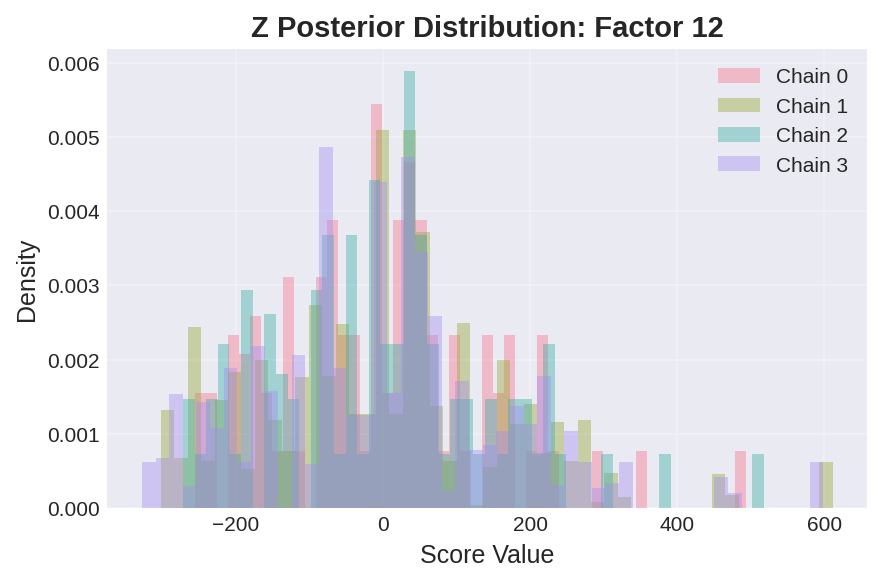 Z Posterior Distribution: Factor 12
0.006
0.005
0.004
0.003
0.002
0.001
0.000
Density
Chain 0
Chain 1
Chain 2
Chain 3
−200
0
200
400
600
Score Value